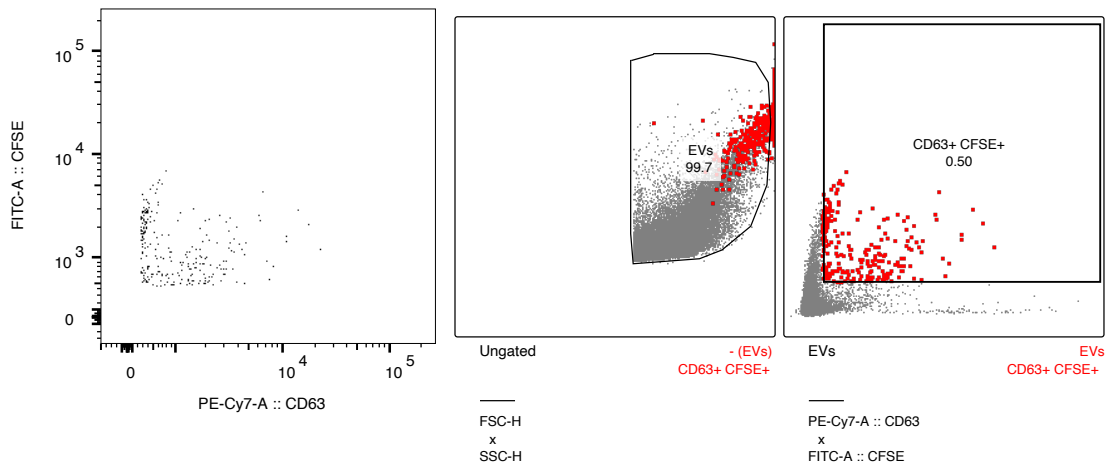 FITC-A :: CFSE
10^5
10^4
10^3
0
0
10^4
10^5
PE-Cy7-A :: CD63
EVs
99.7
Ungated
- (EVs)
CD63+ CFSE+
FSC-H
x
SSC-H
CD63+ CFSE+
0.50
EVs
EVs
CD63+ CFSE+
PE-Cy7-A :: CD63
x
FITC-A :: CFSE